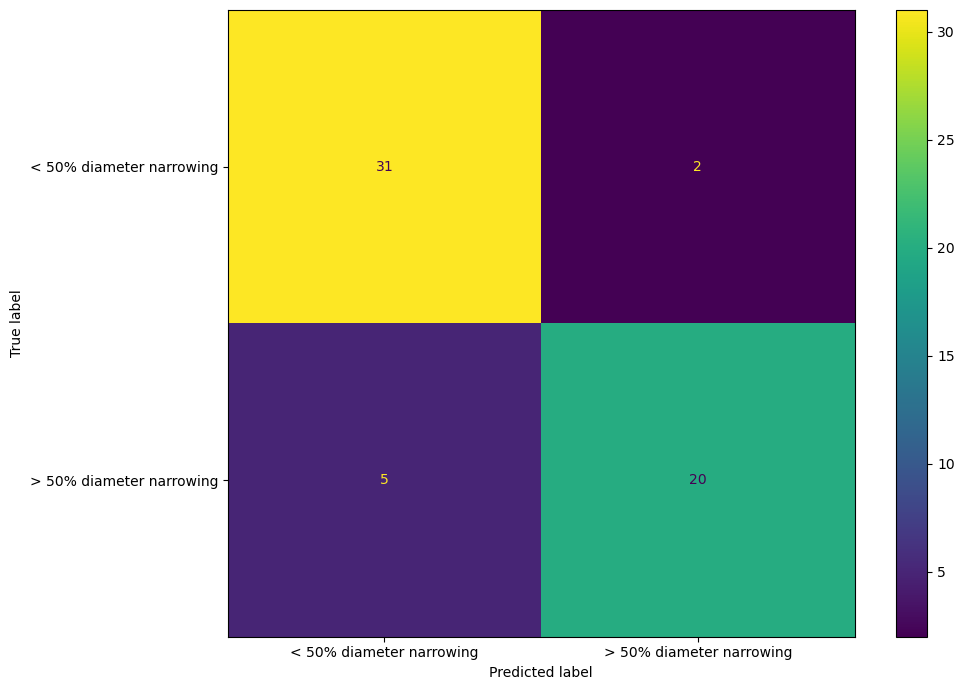 < 50% diameter narrowing
> 50% diameter narrowing
True label
31
2
5
20
< 50% diameter narrowing
> 50% diameter narrowing
Predicted label
30
25
20
15
10
5